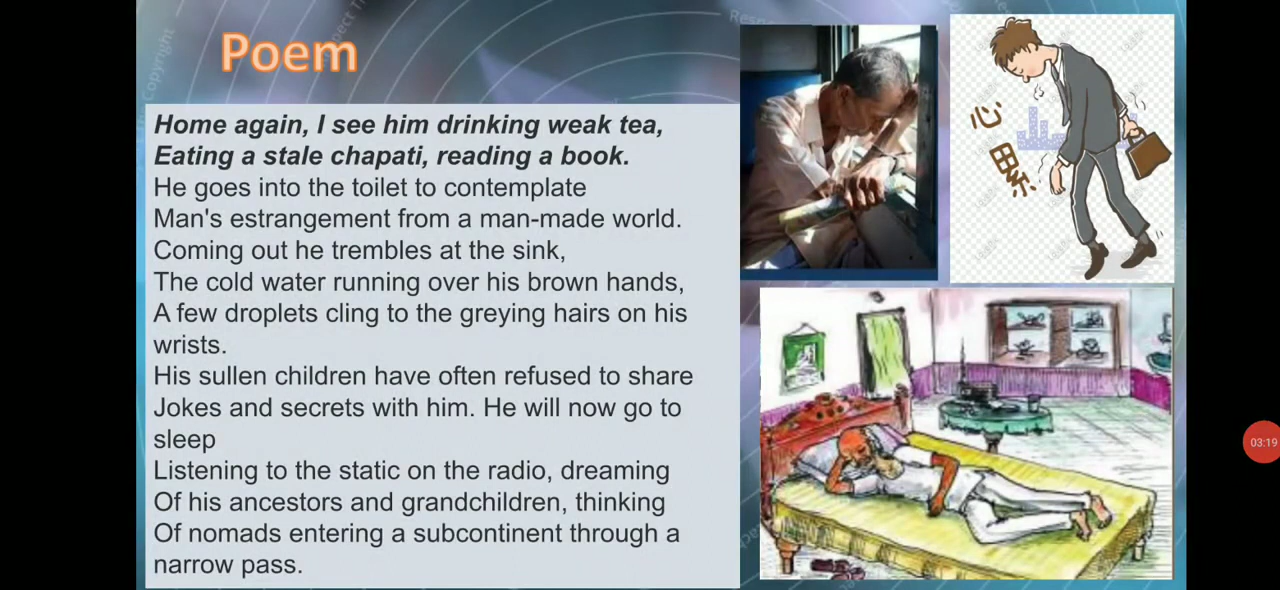 Poem
Home again, I see him drinking weak tea,
Eating a stale chapati, reading a book.
He goes into the toilet to contemplate
Man's estrangement from a man-made world.
Coming out he trembles at the sink,
The cold water running over his brown hands,
A few droplets cling to the greying hairs on his
wrists.
His sullen children have often refused to share
Jokes and secrets with him. He will now go to
sleep
Listening to the static on the radio, dreaming
Of his ancestors and grandchildren, thinking
Of nomads entering a subcontinent through a
narrow pass.
心
累
03:19